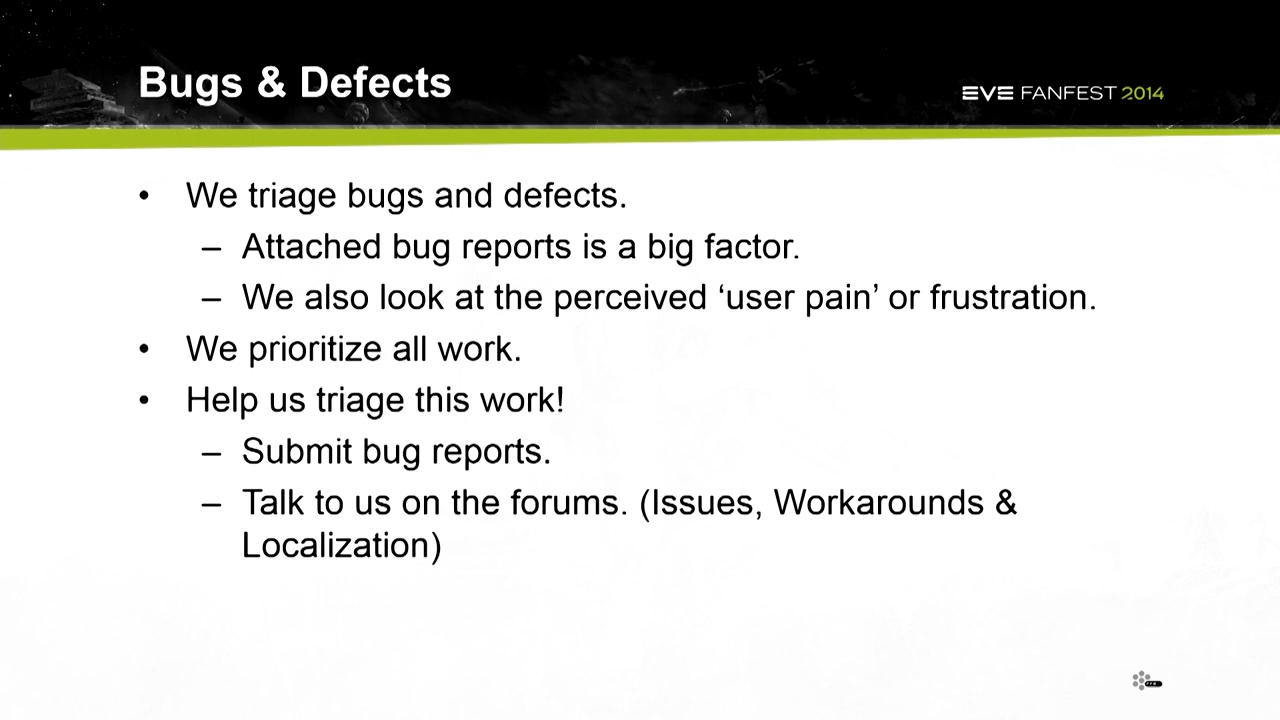 Bugs & Defects
EVE FANFEST 2014
• We triage bugs and defects.
– Attached bug reports is a big factor.
– We also look at the perceived ‘user pain’ or frustration.
• We prioritize all work.
• Help us triage this work!
– Submit bug reports.
– Talk to us on the forums. (Issues, Workarounds &
Localization)